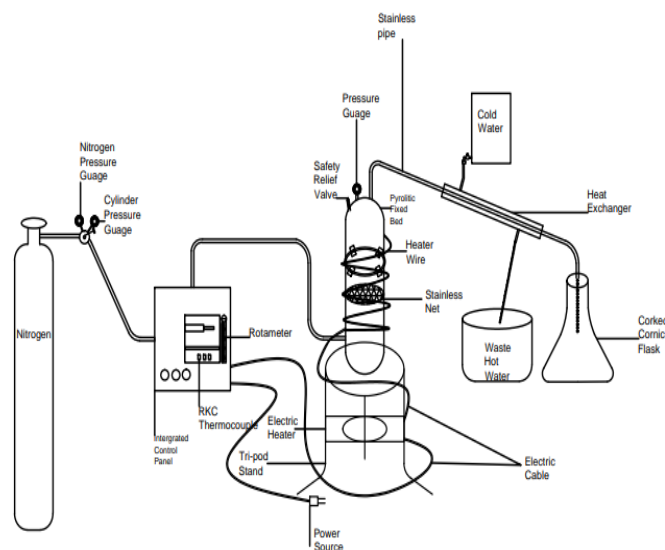 Stainless
pipe
Pressure
Guage
Cold
Water
Nitrogen
Pressure
Guage
Safety
Relief
Valve
Pyrolitic
Fixed
Bed
Cylinder
Pressure
Guage
Heat
Exchanger
Heater
Wire
Stainless
Net
Nitrogen
Rotameter
Waste
Hot
Water
Corked
Cornic
Flask
RKC
Thermocouple
Intergrated
Control
Panel
Electric
Heater
Tri-pod
Stand
Electric
Cable
Power
Source